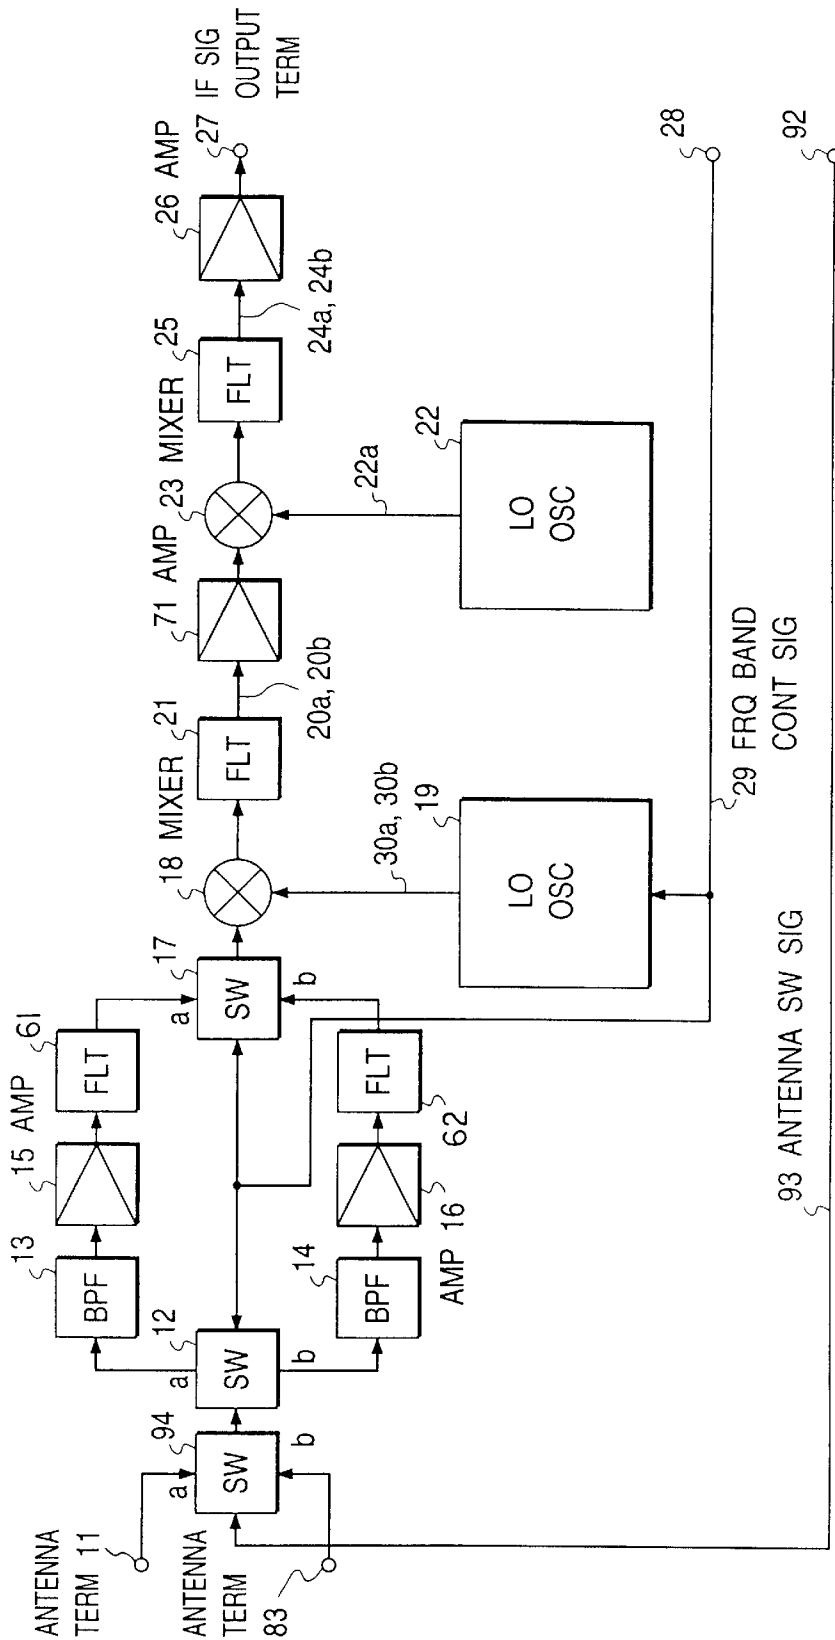 ANTENNA
TERM 11
ANTENNA
TERM
83
94
SW
a
b
12
SW
a
b
13
BPF
15 AMP
61
FLT
14
BPF
AMP 16
62
FLT
17
SW
a
b
18 MIXER
21
FLT
20a, 20b
71 AMP
23 MIXER
25
FLT
24a, 24b
26 AMP
27 IF SIG
OUTPUT
TERM
30a, 30b
19
LO
OSC
22a
22
LO
OSC
28
29 FRQ BAND
CONT SIG
92
93 ANTENNA SW SIG